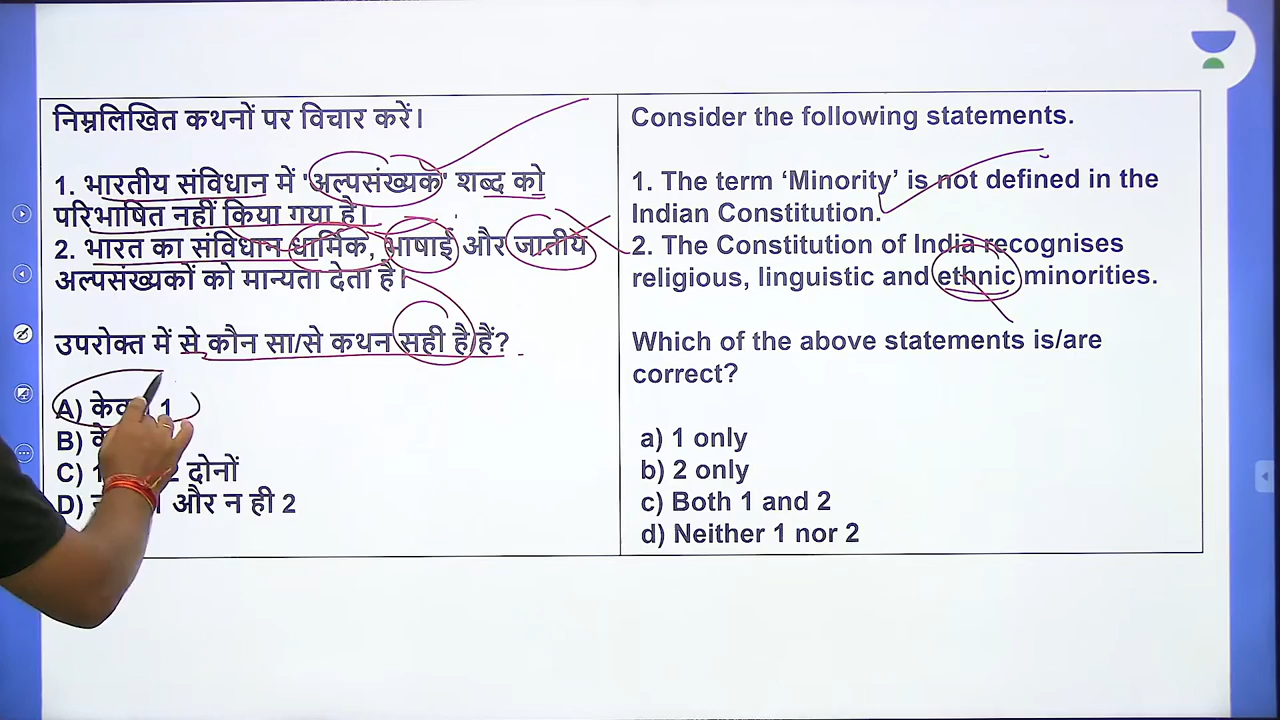 निम्नलिखित कथनों पर विचार करें।
1. भारतीय संविधान में 'अल्पसंख्यक' शब्द को
परिभाषित नहीं किया गया है।
2. भारत का संविधान धार्मिक, भाषाई और जातीय
अल्पसंख्यकों को मान्यता देता है।
उपरोक्त में से कौन सा/से कथन सही है/हैं?
A) 1
B)
C) 1 2 दोनों
D) और न ही 2
Consider the following statements.
1. The term ‘Minority’ is not defined in the
Indian Constitution.
2. The Constitution of India recognises
religious, linguistic and ethnic minorities.
Which of the above statements is/are
correct?
a) 1 only
b) 2 only
c) Both 1 and 2
d) Neither 1 nor 2